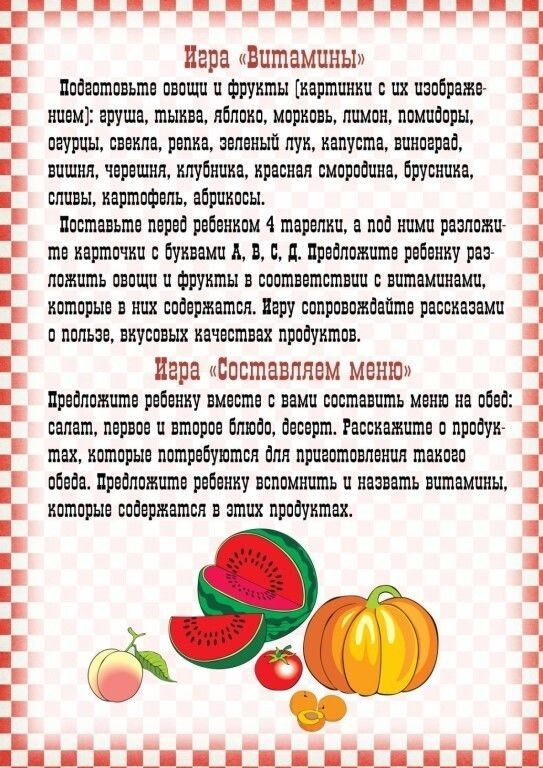 Игра «Витамины»
Подготовьте овощи и фрукты (картинки с их изображе-
нием): груша, тыква, яблоко, морковь, лимон, помидоры,
огурцы, свекла, репка, зеленый лук, капуста, виноград,
вишня, черешня, клубника, красная смородина, брусника,
сливы, картофель, абрикосы.
Поставьте перед ребенком 4 тарелки, а под ними разложи-
те карточки с буквами А, В, С, Д. Предложите ребенку раз-
ложить овощи и фрукты в соответствии с витаминами,
которые в них содержатся. Игру сопровождайте рассказами
о пользе, вкусовых качествах продуктов.
Игра «Составляем меню»
Предложите ребенку вместе с вами составить меню на обед:
салат, первое и второе блюдо, десерт. Расскажите о продук-
тах, которые потребуются для приготовления такого
обеда. Предложите ребенку вспомнить и назвать витамины,
которые содержатся в этих продуктах.